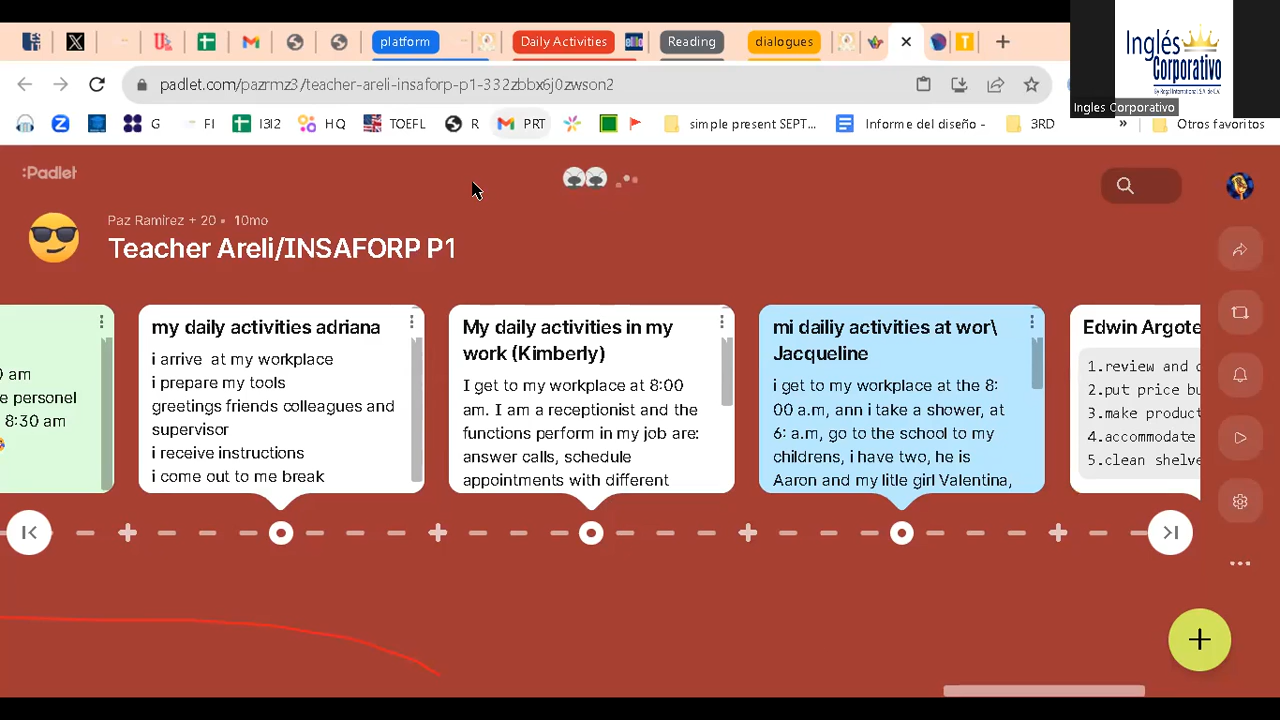 platform
Daily Activities
Reading
dialogues
padlet.com/pazrmz3/teacher-areli-insaforp-p1-332zbbx6j0zwson2
G
FI
I3I2
HQ
TOEFL
R
PRT
simple present SEPT...
Informe del diseño -
3RD
»
Otros favoritos
Inglés
Corporativo
Ingles Corporativo
:Padlet
Paz Ramirez + 20 • 10mo
Teacher Areli/INSAFORP P1
0 am
e personel
8:30 am
my daily activities adriana
i arrive at my workplace
i prepare my tools
greetings friends colleagues and
supervisor
i receive instructions
i come out to me break
My daily activities in my
work (Kimberly)
I get to my workplace at 8:00
am. I am a receptionist and the
functions perform in my job are:
answer calls, schedule
appointments with different
mi dailiy activities at wor\
Jacqueline
i get to my workplace at the 8:
00 a.m, ann i take a shower, at
6: a.m, go to the school to my
childrens, i have two, he is
Aaron and my litle girl Valentina,
Edwin Argote
1.review and c
2.put price bu
3.make product
4.accommodate
5.clean shelve